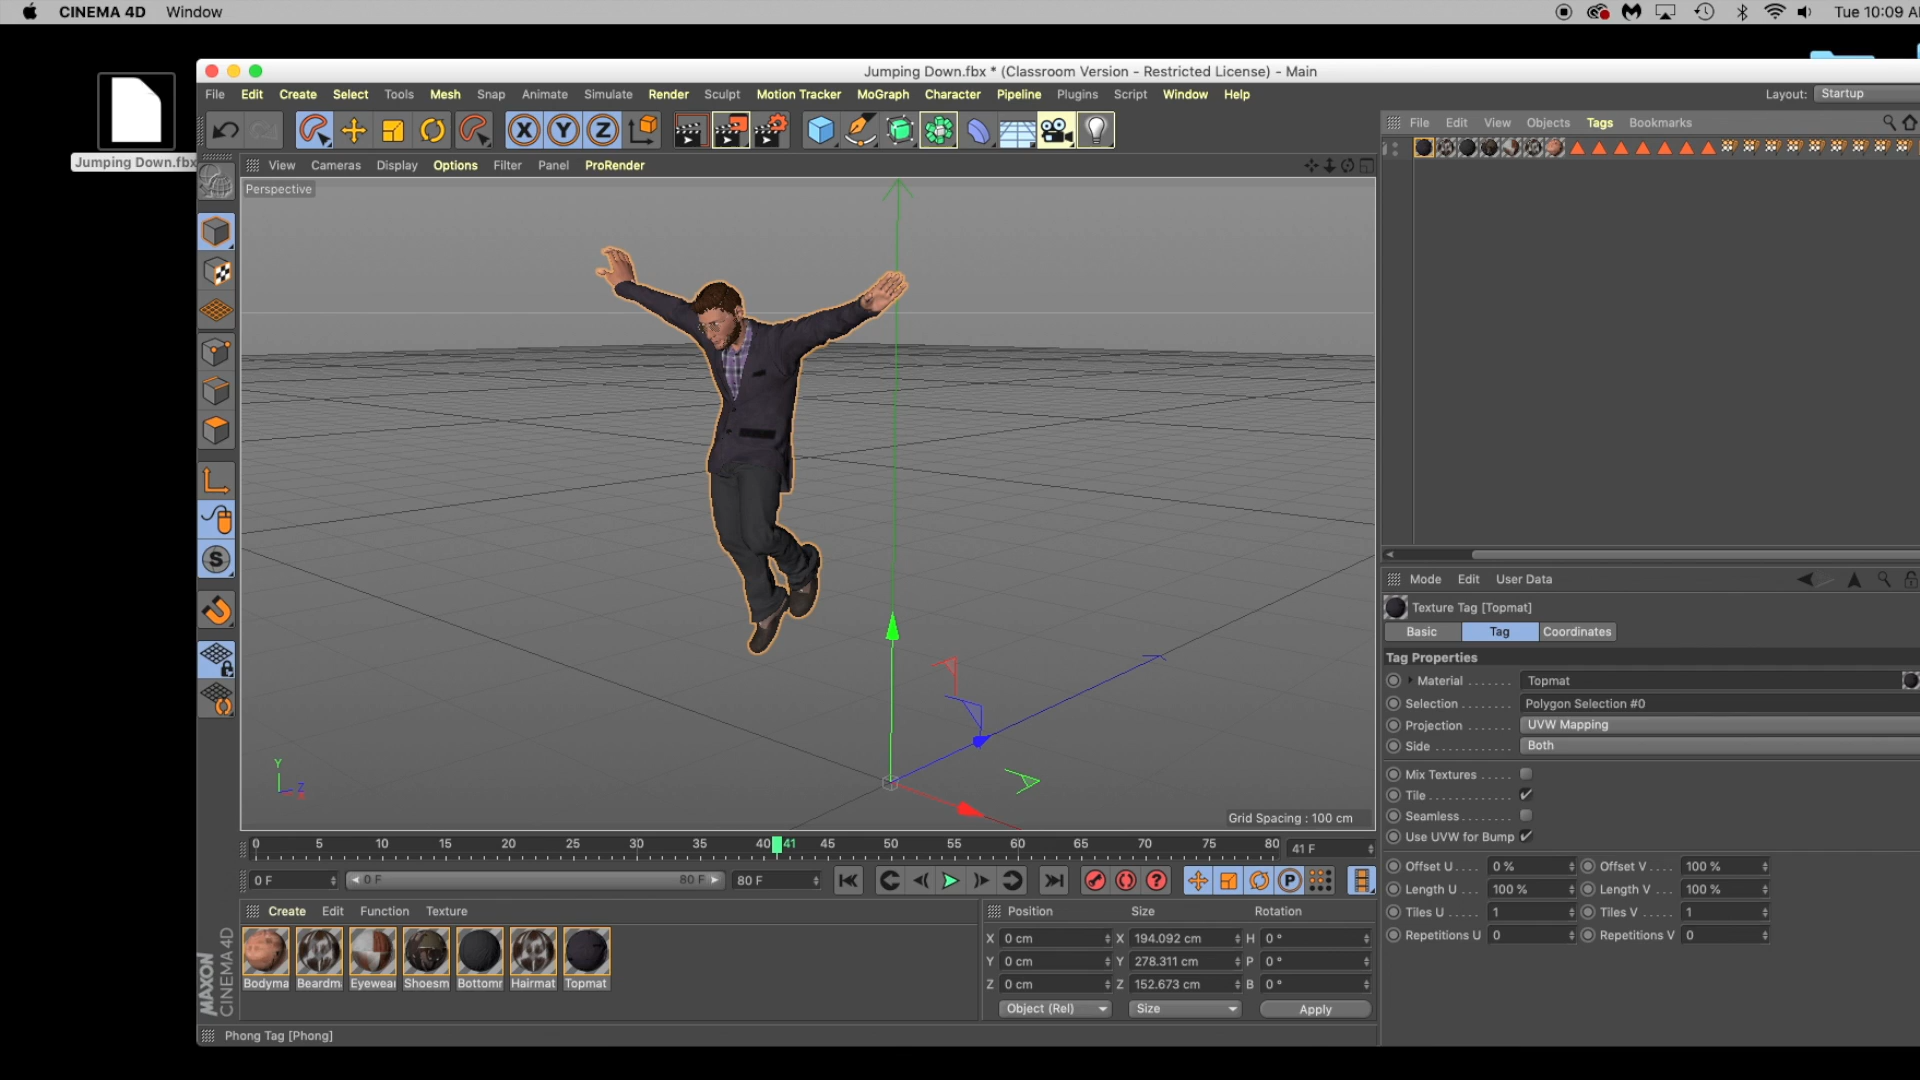 CINEMA 4D Window
Tue 10:09 A
Jumping Down.fbx
Jumping Down.fbx * (Classroom Version - Restricted License) - Main
File Edit Create Select Tools Mesh Snap Animate Simulate Render Sculpt Motion Tracker MoGraph Character Pipeline Plugins Script Window Help
Layout: Startup
View Cameras Display Options Filter Panel ProRender
File Edit View Objects Tags Bookmarks
Perspective
X Y Z
S
Y
Z
Grid Spacing : 100 cm
0 5 10 15 20 25 30 35 40 41 45 50 55 60 65 70 75 80 41 F
0 F 0 F 80 F 80 F
P
Create Edit Function Texture
Bodyma Beardm Eyewear Shoesm Bottomr Hairmat Topmat
MAXON
CINEMA 4D
Position Size Rotation
X 0 cm X 194.092 cm H 0 °
Y 0 cm Y 278.311 cm P 0 °
Z 0 cm Z 152.673 cm B 0 °
Object (Rel) Size Apply
Phong Tag [Phong]
Mode Edit User Data
Texture Tag [Topmat]
Basic Tag Coordinates
Tag Properties
Material . . . . . . . Topmat
Selection . . . . . . . Polygon Selection #0
Projection . . . . . . UVW Mapping
Side . . . . . . . . . . . Both
Mix Textures . . . . .
Tile . . . . . . . . . . . .
Seamless . . . . . . .
Use UVW for Bump
Offset U . . . . 0 % Offset V . . . . 100 %
Length U . . . 100 % Length V . . . 100 %
Tiles U . . . . . 1 Tiles V . . . . . 1
Repetitions U 0 Repetitions V 0